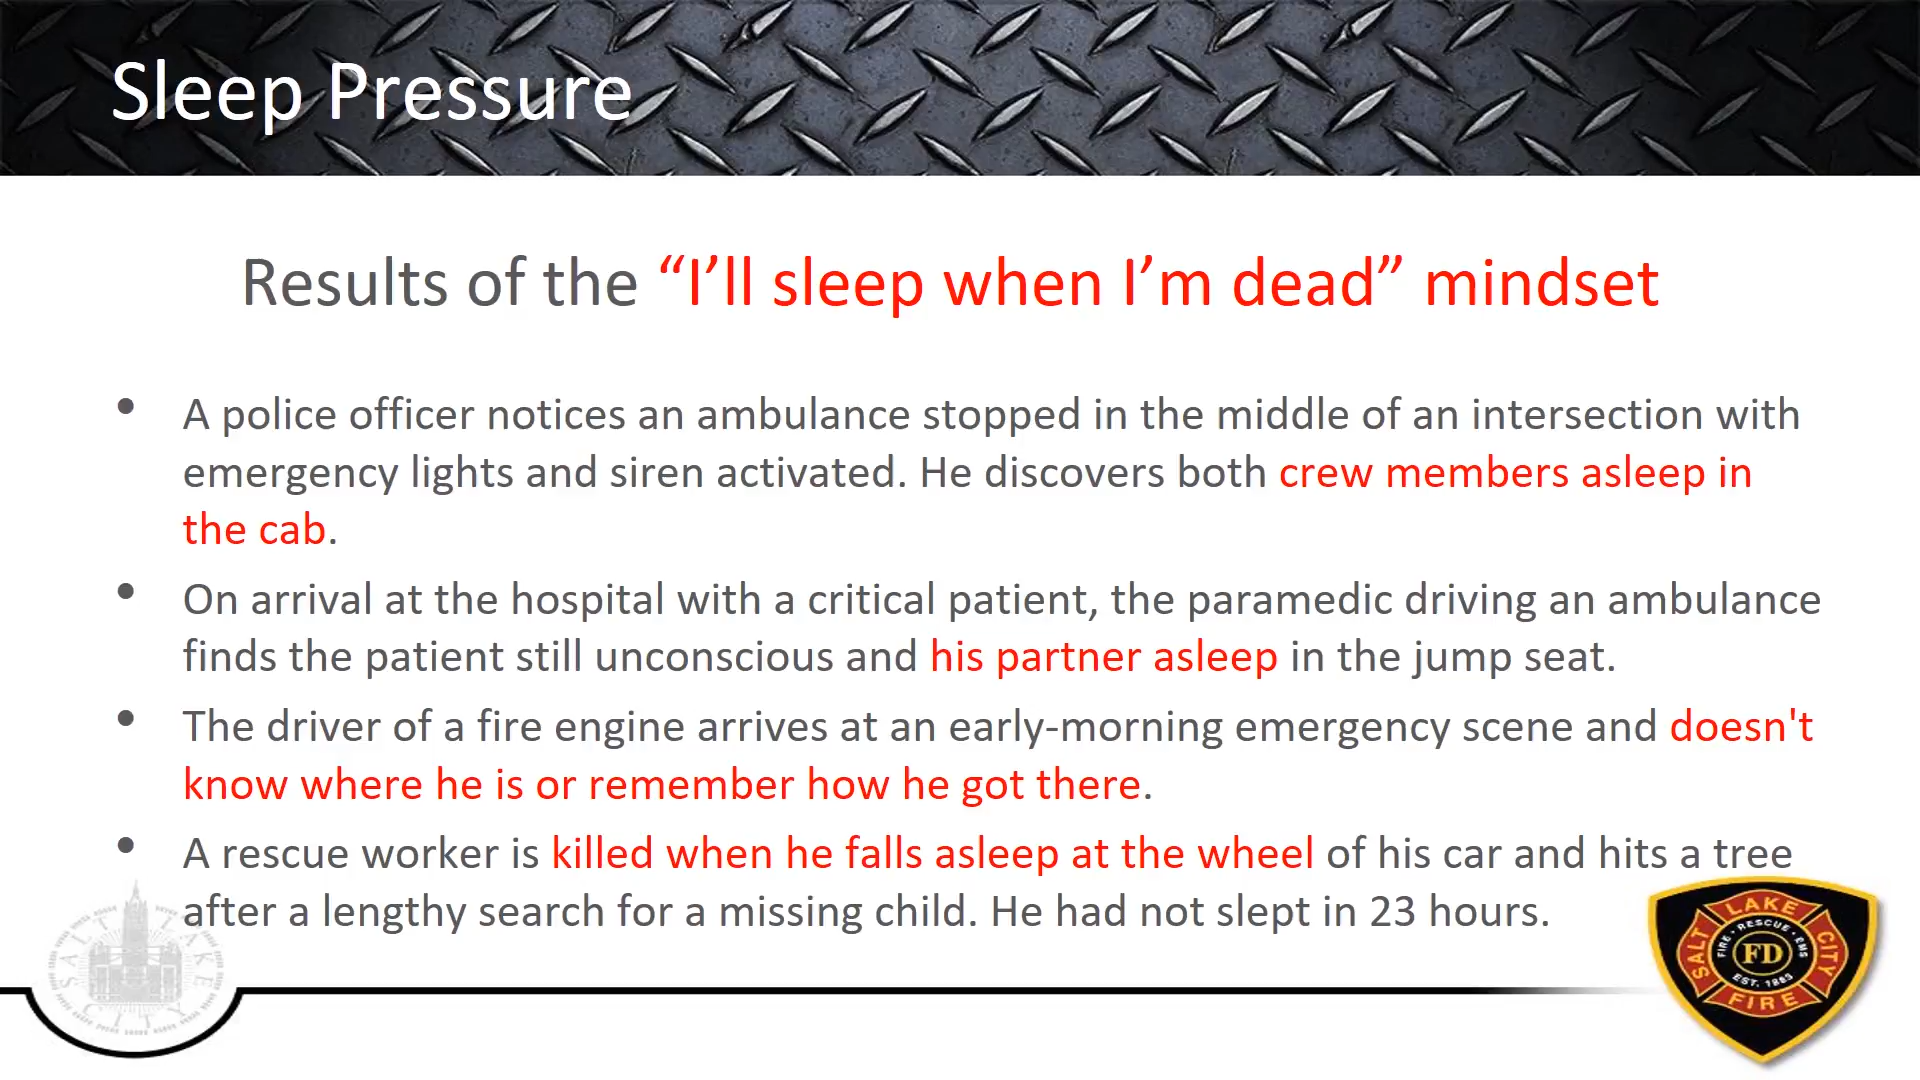 Sleep Pressure
Results of the “I’ll sleep when I’m dead” mindset
• A police officer notices an ambulance stopped in the middle of an intersection with
emergency lights and siren activated. He discovers both crew members asleep in
the cab.
• On arrival at the hospital with a critical patient, the paramedic driving an ambulance
finds the patient still unconscious and his partner asleep in the jump seat.
• The driver of a fire engine arrives at an early-morning emergency scene and doesn't
know where he is or remember how he got there.
• A rescue worker is killed when he falls asleep at the wheel of his car and hits a tree
after a lengthy search for a missing child. He had not slept in 23 hours.
SALT LAKE
CITY
SALT LAKE CITY
FIRE • RESCUE • EMS
FD
EST. 1883
FIRE